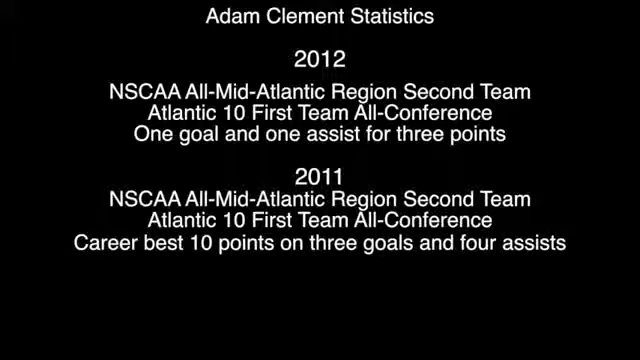 Adam Clement Statistics
2012
NSCAA All-Mid-Atlantic Region Second Team
Atlantic 10 First Team All-Conference
One goal and one assist for three points
2011
NSCAA All-Mid-Atlantic Region Second Team
Atlantic 10 First Team All-Conference
Career best 10 points on three goals and four assists